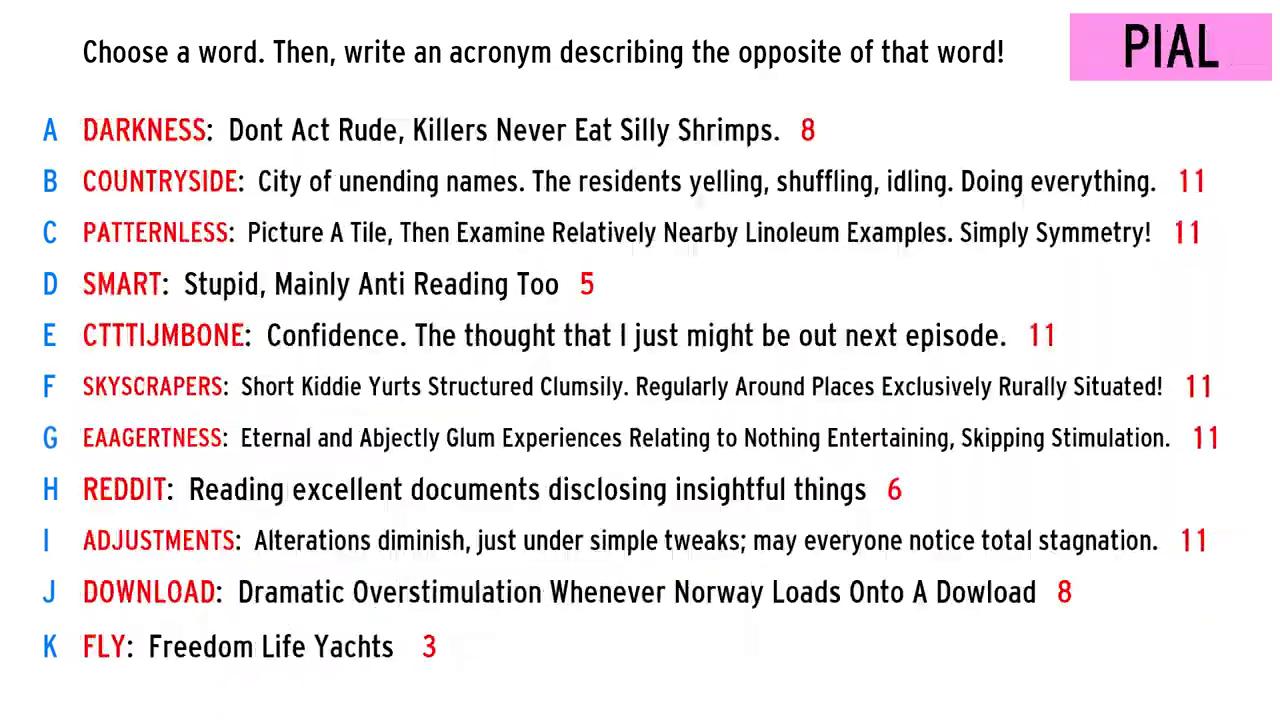 Choose a word. Then, write an acronym describing the opposite of that word!
PIAL
A DARKNESS: Dont Act Rude, Killers Never Eat Silly Shrimps. 8
B COUNTRYSIDE: City of unending names. The residents yelling, shuffling, idling. Doing everything. 11
C PATTERNLESS: Picture A Tile, Then Examine Relatively Nearby Linoleum Examples. Simply Symmetry! 11
D SMART: Stupid, Mainly Anti Reading Too 5
E CTTTIJMBONE: Confidence. The thought that I just might be out next episode. 11
F SKYSCRAPERS: Short Kiddie Yurts Structured Clumsily. Regularly Around Places Exclusively Rurally Situated! 11
G EAAGERTNESS: Eternal and Abjectly Glum Experiences Relating to Nothing Entertaining, Skipping Stimulation. 11
H REDDIT: Reading excellent documents disclosing insightful things 6
I ADJUSTMENTS: Alterations diminish, just under simple tweaks; may everyone notice total stagnation. 11
J DOWNLOAD: Dramatic Overstimulation Whenever Norway Loads Onto A Dowload 8
K FLY: Freedom Life Yachts 3